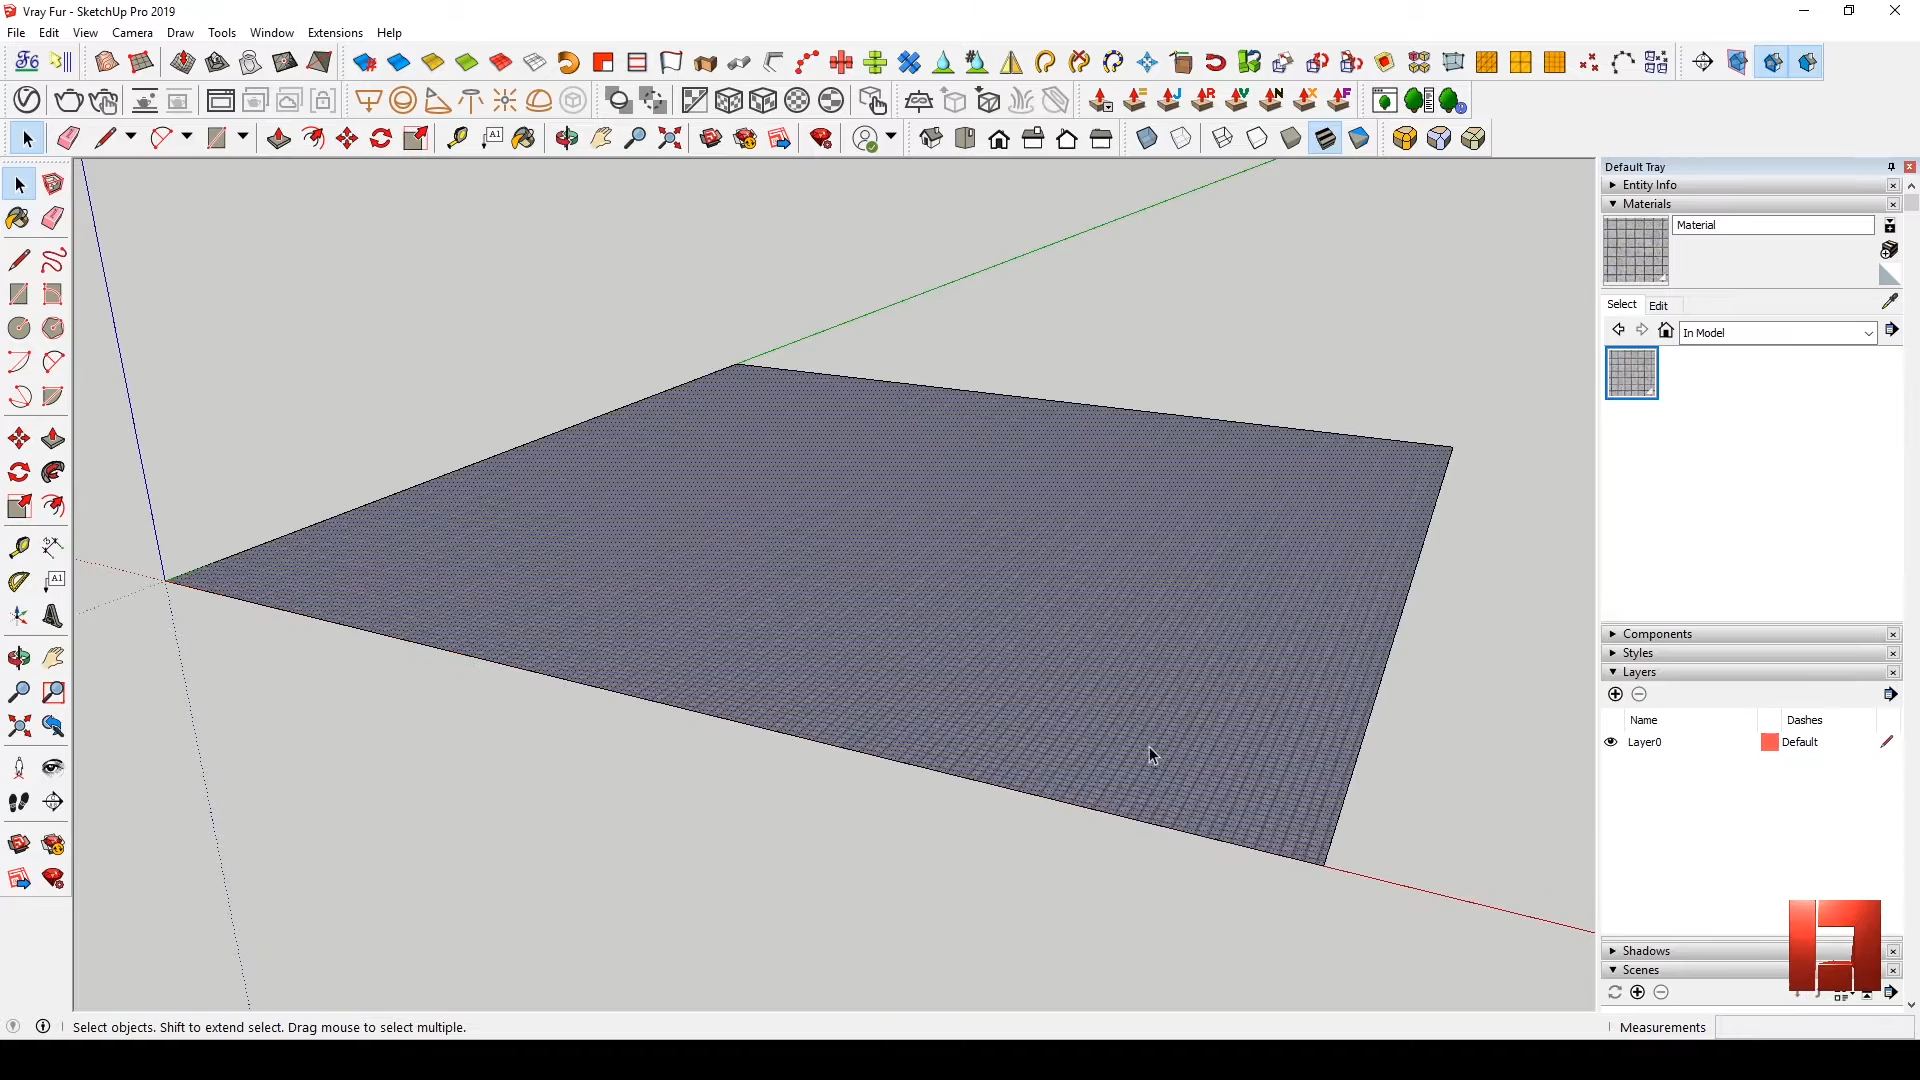 Vray Fur - SketchUp Pro 2019
File Edit View Camera Draw Tools Window Extensions Help
Default Tray
Entity Info
Materials
Material
Select Edit
In Model
Components
Styles
Layers
Name Dashes
Layer0 Default
Shadows
Scenes
Select objects. Shift to extend select. Drag mouse to select multiple.
Measurements